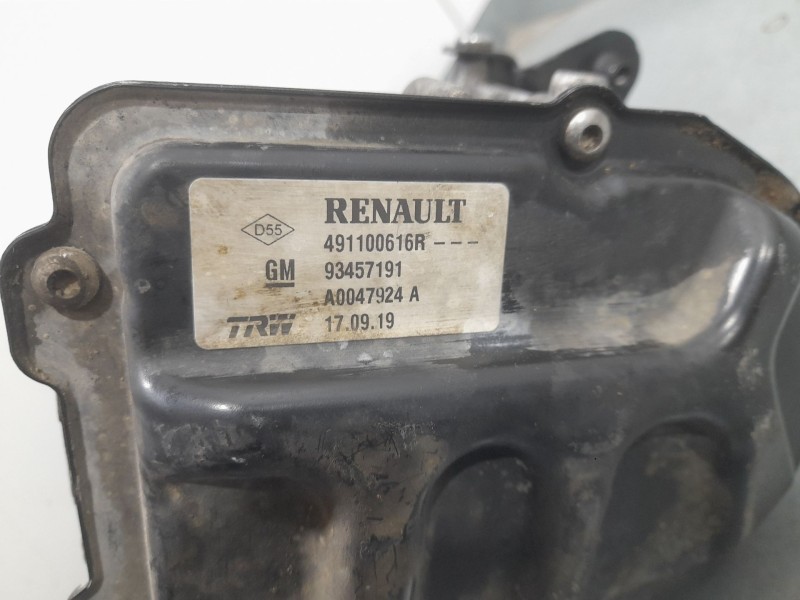 RENAULT
D55
491100616R---
GM 93457191
A0047924 A
TRW 17.09.19